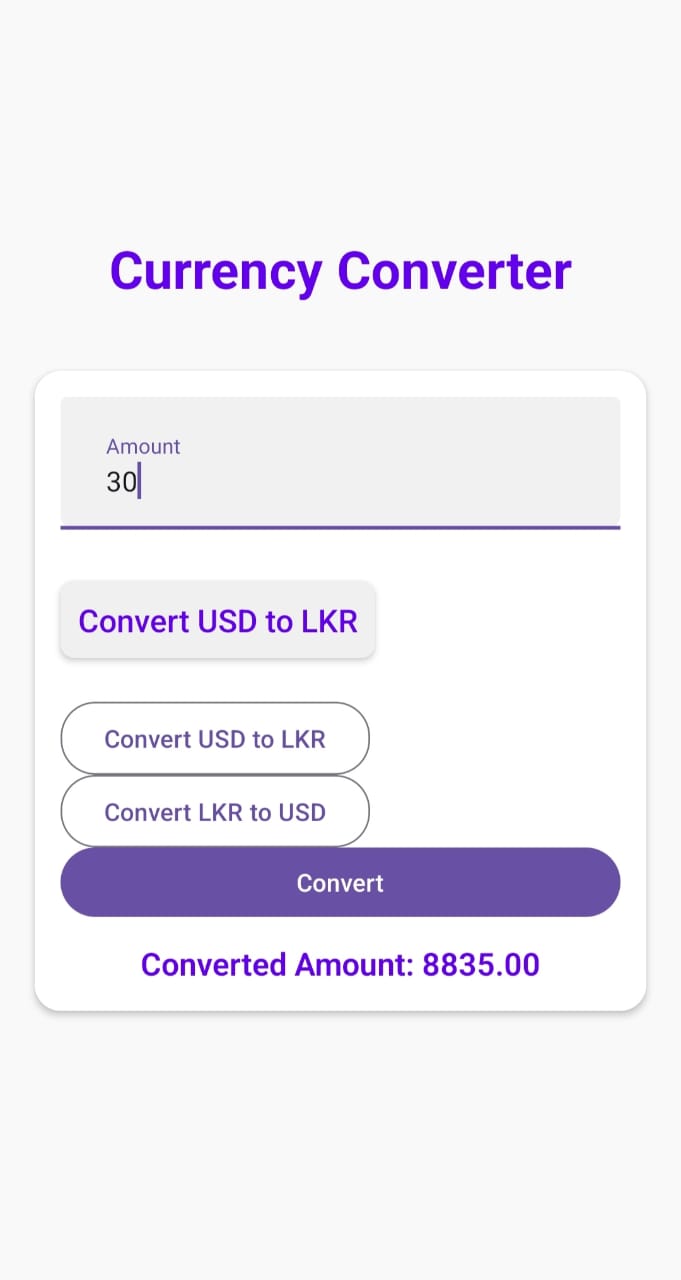 Currency Converter
Amount
30
Convert USD to LKR
Convert USD to LKR
Convert LKR to USD
Convert
Converted Amount: 8835.00